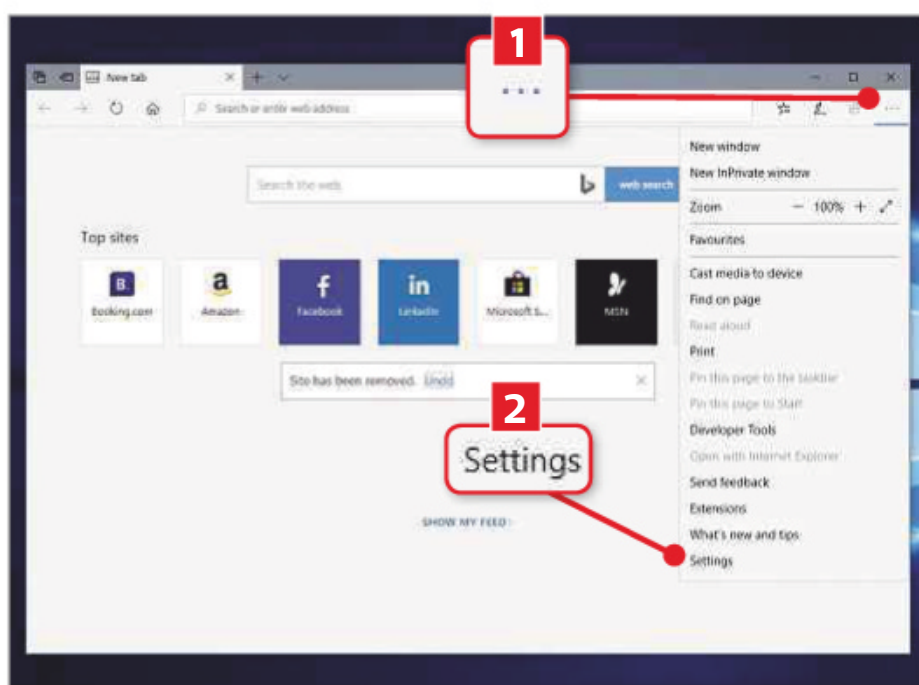 1
New tab
Search or enter web address
New window
New InPrivate window
Search the web
web search
Zoom
100%
Top sites
Favourites
B.
a
f
in
Booking.com
Amazon
Facebook
LinkedIn
Microsoft S...
MSN
Cast media to device
Find on page
Read aloud
Print
Site has been removed. Undo
Pin this page to the taskbar
Pin this page to Start
2
Settings
Developer Tools
Open with Internet Explorer
Send feedback
Extensions
SHOW MY FEED
What's new and tips
Settings